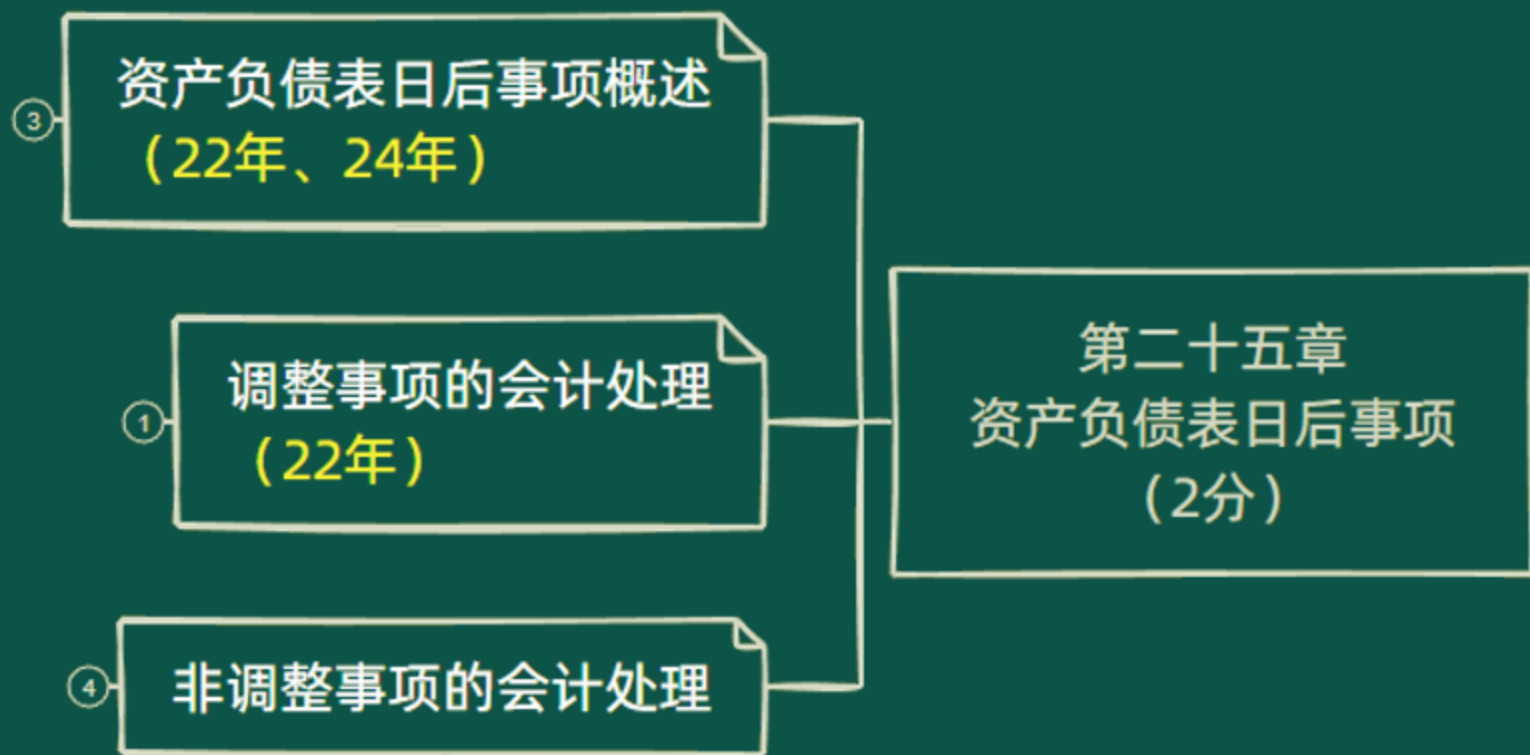 资产负债表日后事项概述
（22年、24年）
③
调整事项的会计处理
（22年）
①
第二十五章
资产负债表日后事项
（2分）
非调整事项的会计处理
④